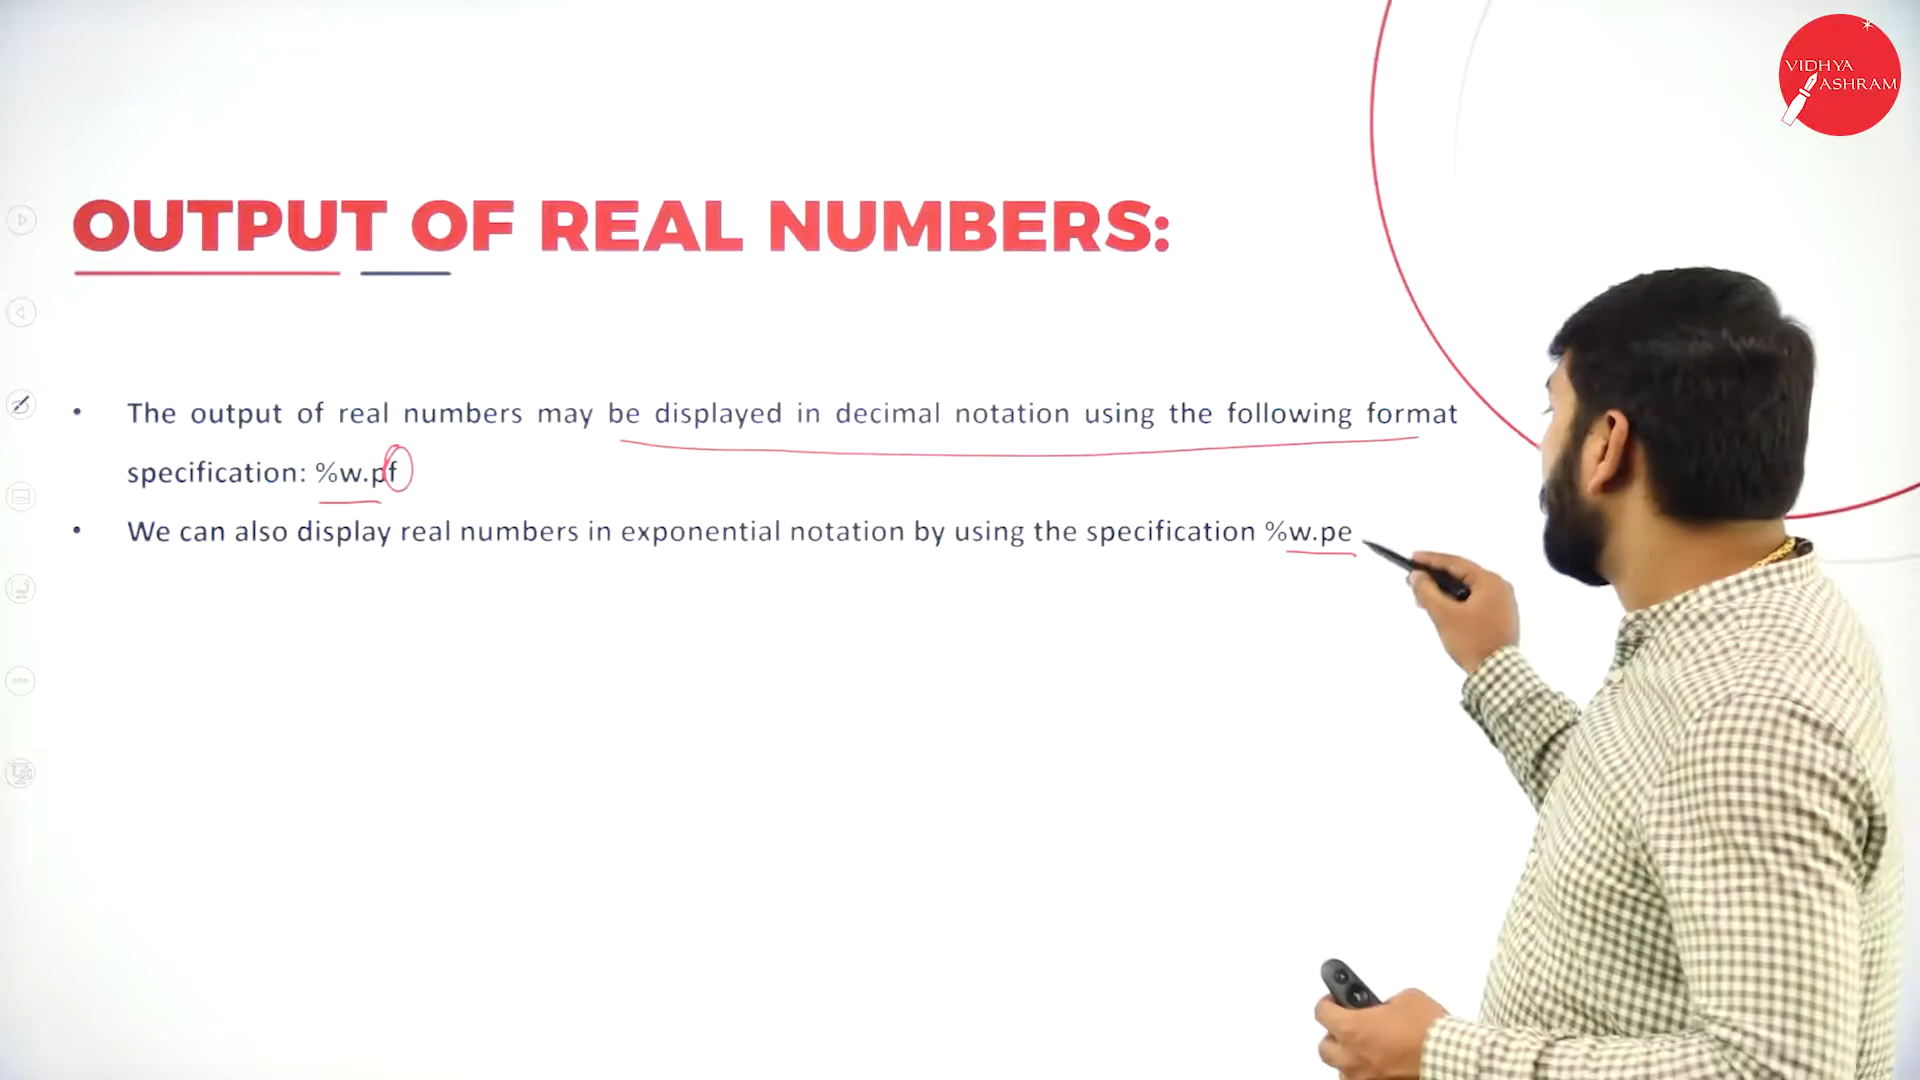 VIDHYA
ASHRAM
OUTPUT OF REAL NUMBERS:
• The output of real numbers may be displayed in decimal notation using the following format
specification: %w.pf
• We can also display real numbers in exponential notation by using the specification %w.pe